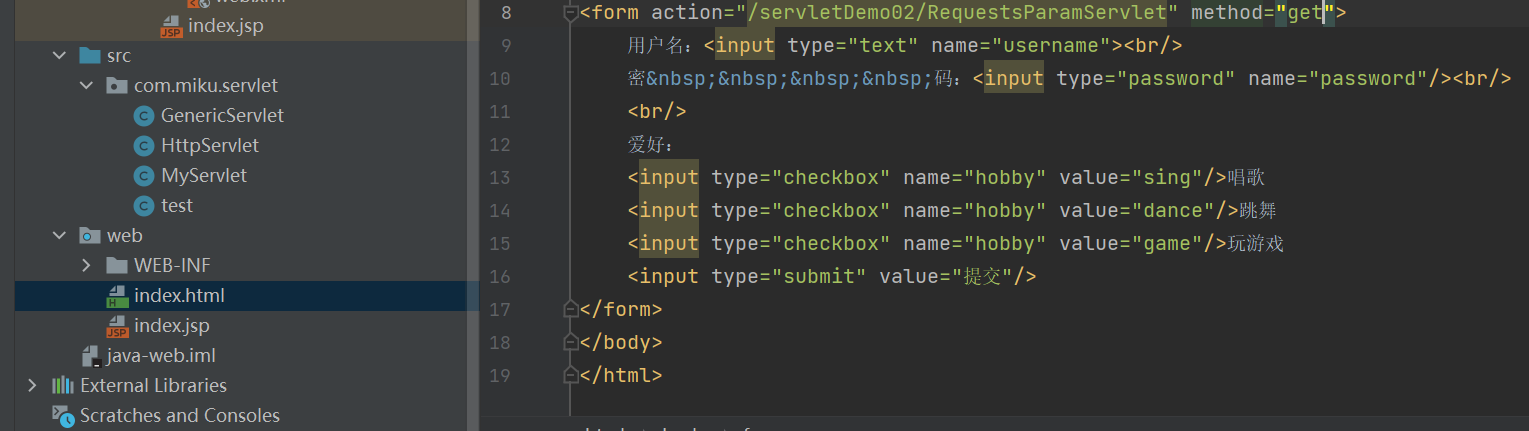 index.jsp
src
com.miku.servlet
GenericServlet
HttpServlet
MyServlet
test
web
WEB-INF
index.html
index.jsp
java-web.iml
External Libraries
Scratches and Consoles
8 <form action="/servletDemo02/RequestsParamServlet" method="get">
9 用户名：<input type="text" name="username"><br/>
10 密&nbsp;&nbsp;&nbsp;&nbsp;码：<input type="password" name="password"/><br/>
11 <br/>
12 爱好：
13 <input type="checkbox" name="hobby" value="sing"/>唱歌
14 <input type="checkbox" name="hobby" value="dance"/>跳舞
15 <input type="checkbox" name="hobby" value="game"/>玩游戏
16 <input type="submit" value="提交"/>
17 </form>
18 </body>
19 </html>